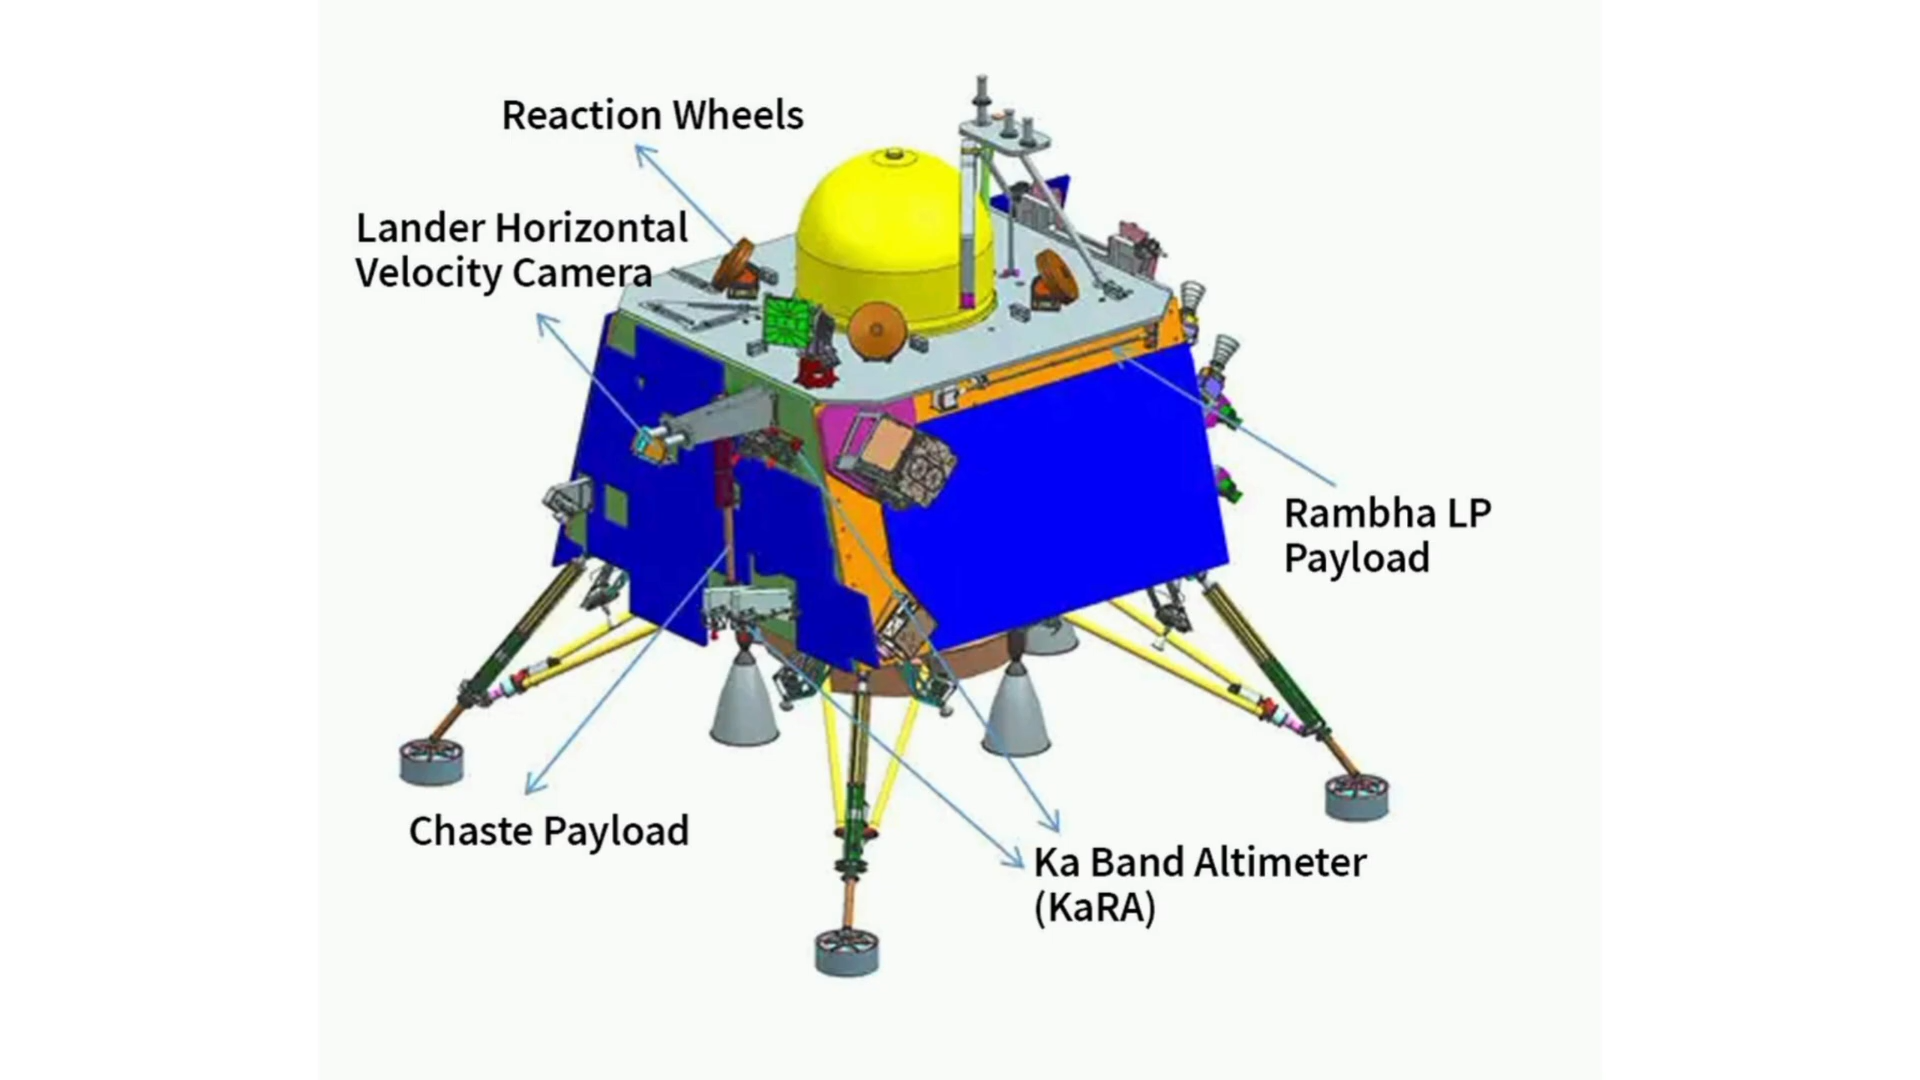 Reaction Wheels
Lander Horizontal
Velocity Camera
Rambha LP
Payload
Chaste Payload
Ka Band Altimeter
(KaRA)